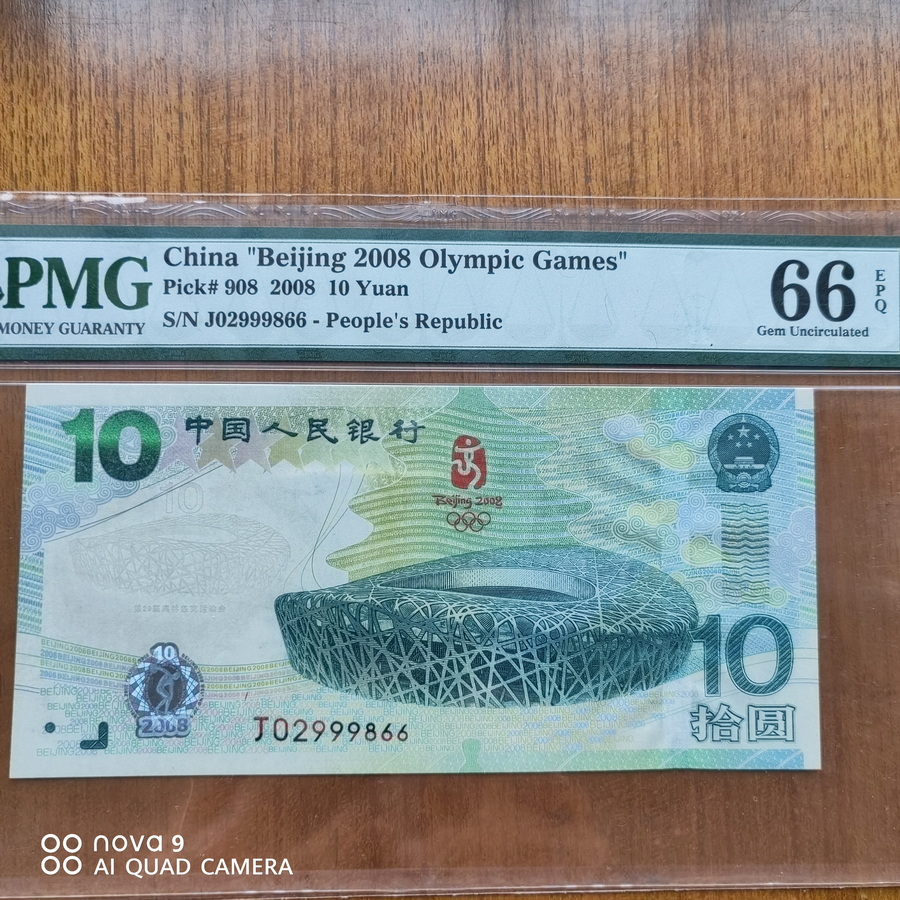 PMG
MONEY GUARANTY
China "Beijing 2008 Olympic Games"
Pick# 908 2008 10 Yuan
S/N J02999866 - People's Republic
66
EPQ
Gem Uncirculated
10
中国人民银行
Beijing 2008
10
10
2008
J02999866
10
拾圆
nova 9
AI QUAD CAMERA